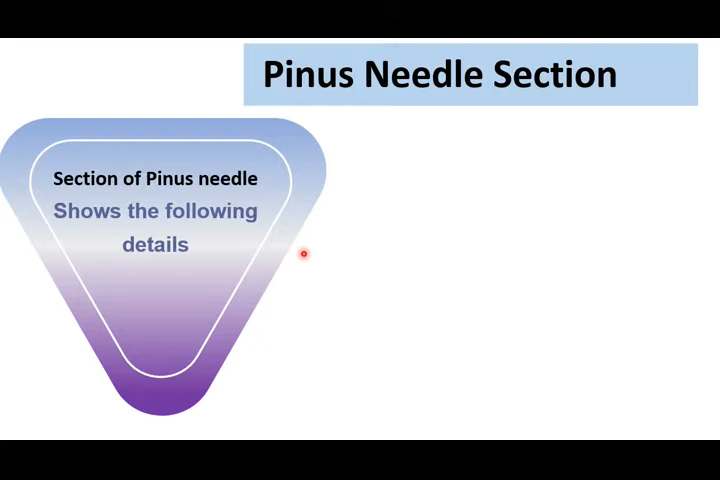 Pinus Needle Section
Section of Pinus needle
Shows the following
details